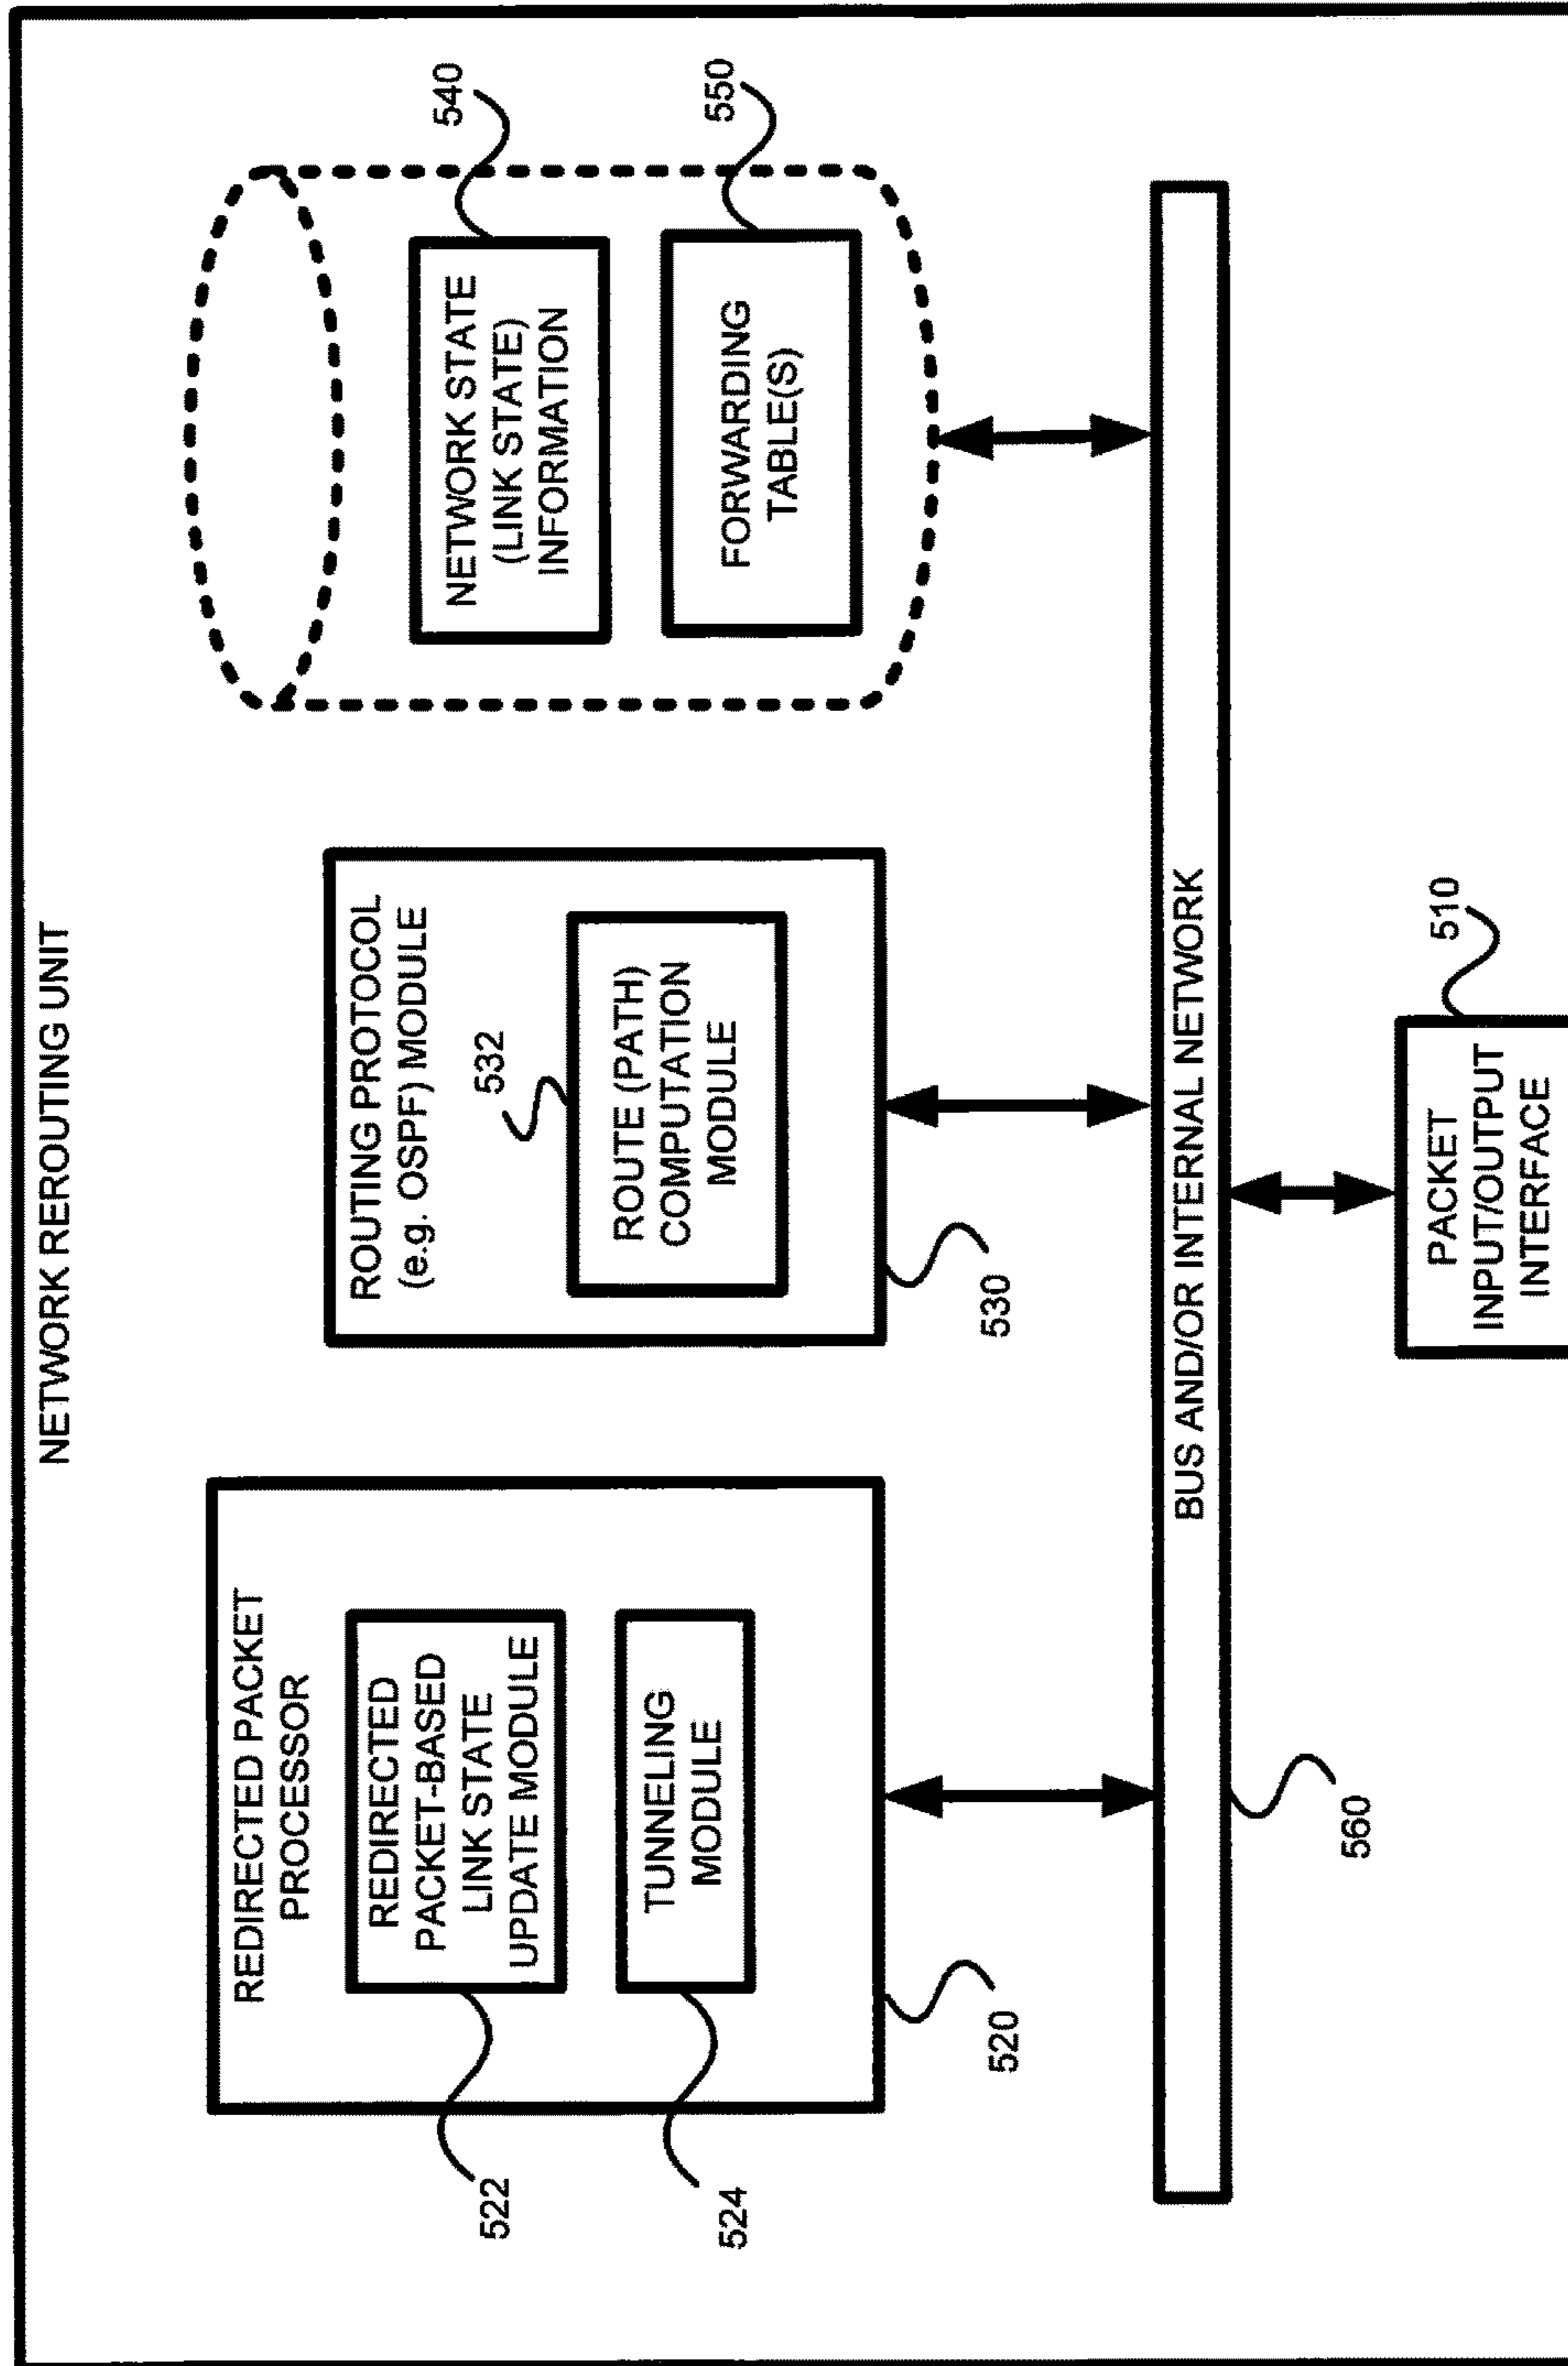 NETWORK REROUTING UNIT
REDIRECTED PACKET
PROCESSOR
REDIRECTED
PACKET-BASED
LINK STATE
UPDATE MODULE
522
TUNNELING
MODULE
524
520
ROUTING PROTOCOL
(e.g. OSPF) MODULE
532
ROUTE (PATH)
COMPUTATION
MODULE
530
540
NETWORK STATE
(LINK STATE)
INFORMATION
550
FORWARDING
TABLE(S)
BUS AND/OR INTERNAL NETWORK
560
510
PACKET
INPUT/OUTPUT
INTERFACE